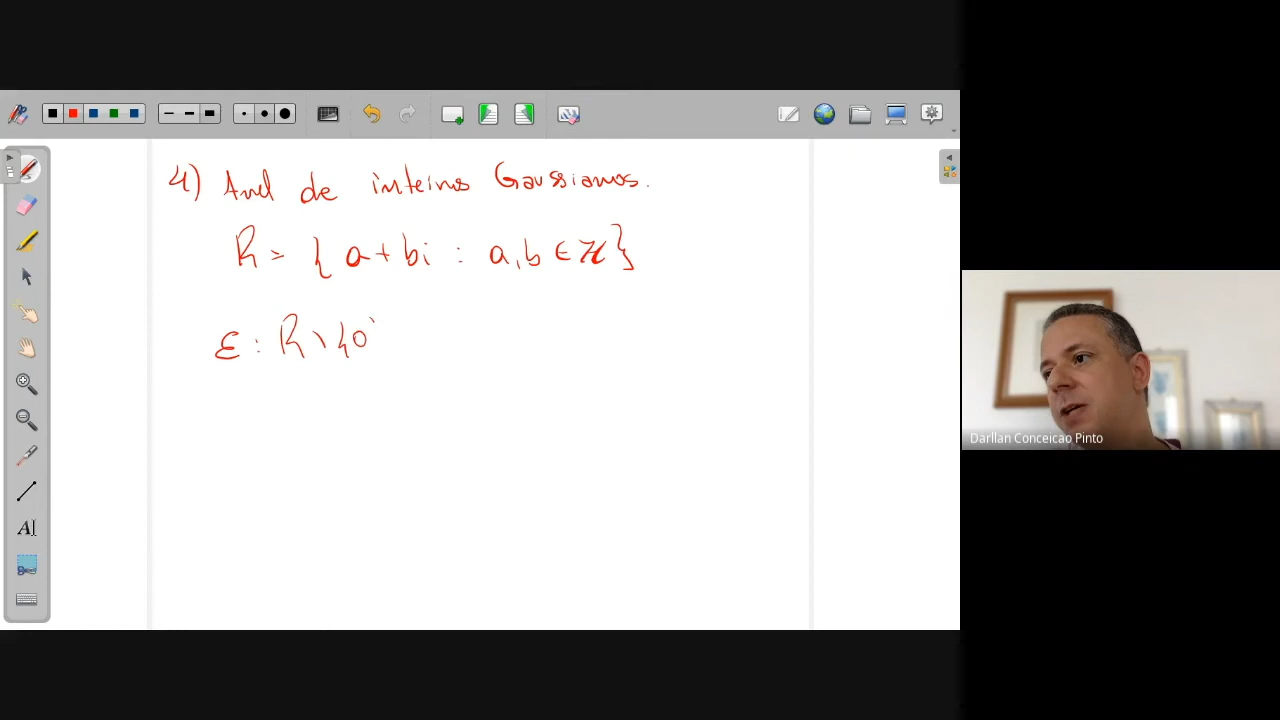 4) Anel de inteiros Gaussianos.
R = { a + bi : a, b ∈ ℤ }
ε : R \ {0
Darllan Conceicao Pinto